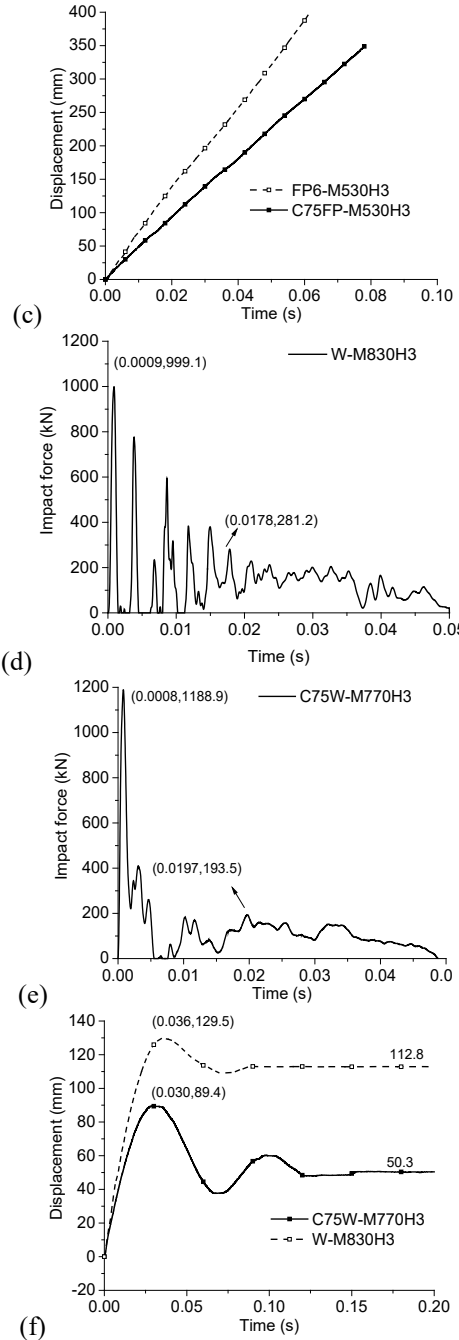 400
350
300
250
200
150
100
50
0
Displacement (mm)
FP6-M530H3
C75FP-M530H3
0.00 0.02 0.04 0.06 0.08 0.10
Time (s)
(c)
1200
1000
800
600
400
200
0
Impact force (kN)
W-M830H3
(0.0009,999.1)
(0.0178,281.2)
0.00 0.01 0.02 0.03 0.04 0.05
Time (s)
(d)
1200
1000
800
600
400
200
0
Impact force (kN)
C75W-M770H3
(0.0008,1188.9)
(0.0197,193.5)
0.00 0.01 0.02 0.03 0.04 0.05
Time (s)
(e)
140
120
100
80
60
40
20
0
-20
Displacement (mm)
(0.036,129.5)
112.8
(0.030,89.4)
50.3
C75W-M770H3
W-M830H3
0.00 0.05 0.10 0.15 0.20
Time (s)
(f)